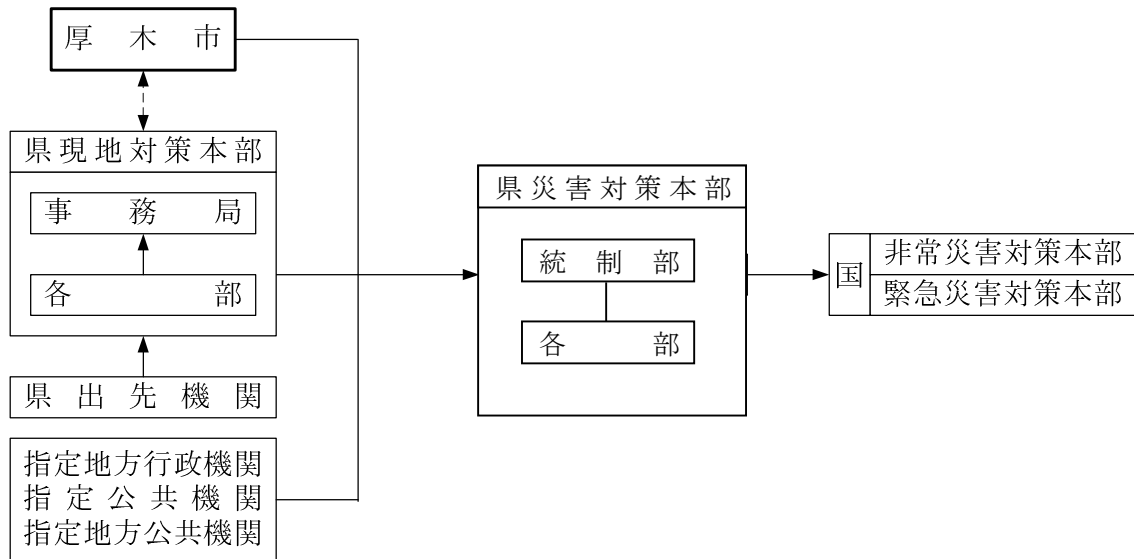 厚木市
県現地対策本部
事務局
各部
県出先機関
指定地方行政機関
指定公共機関
指定地方公共機関
県災害対策本部
統制部
各部
国
非常災害対策本部
緊急災害対策本部